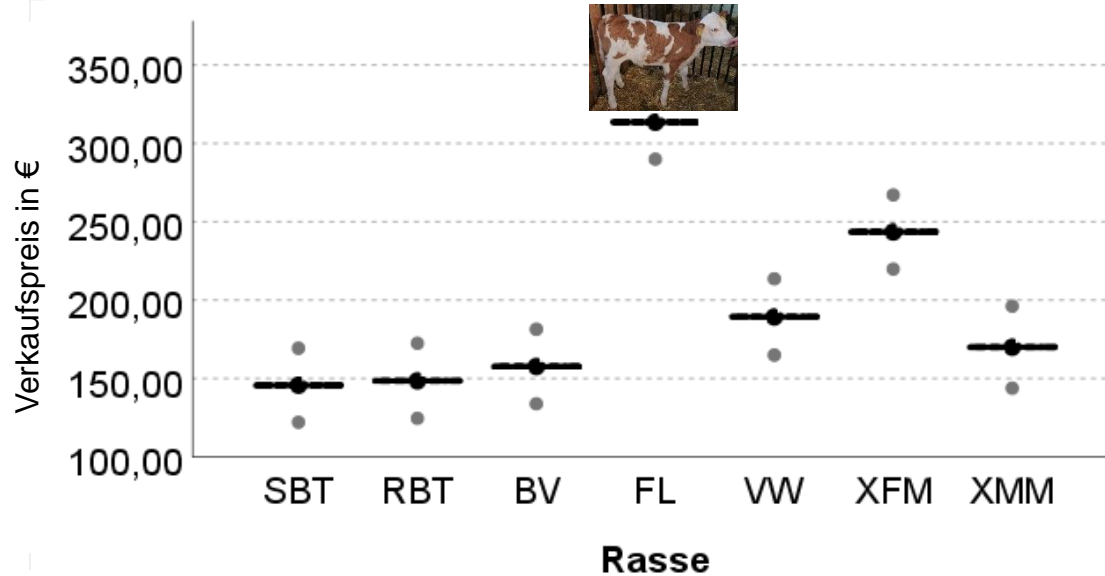 Verkaufspreis in €
350,00
300,00
250,00
200,00
150,00
100,00
SBT RBT BV FL VW XFM XMM
Rasse